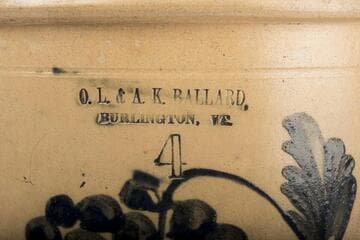 O. L. & A. K. BALLARD,
BURLINGTON, VT.
4